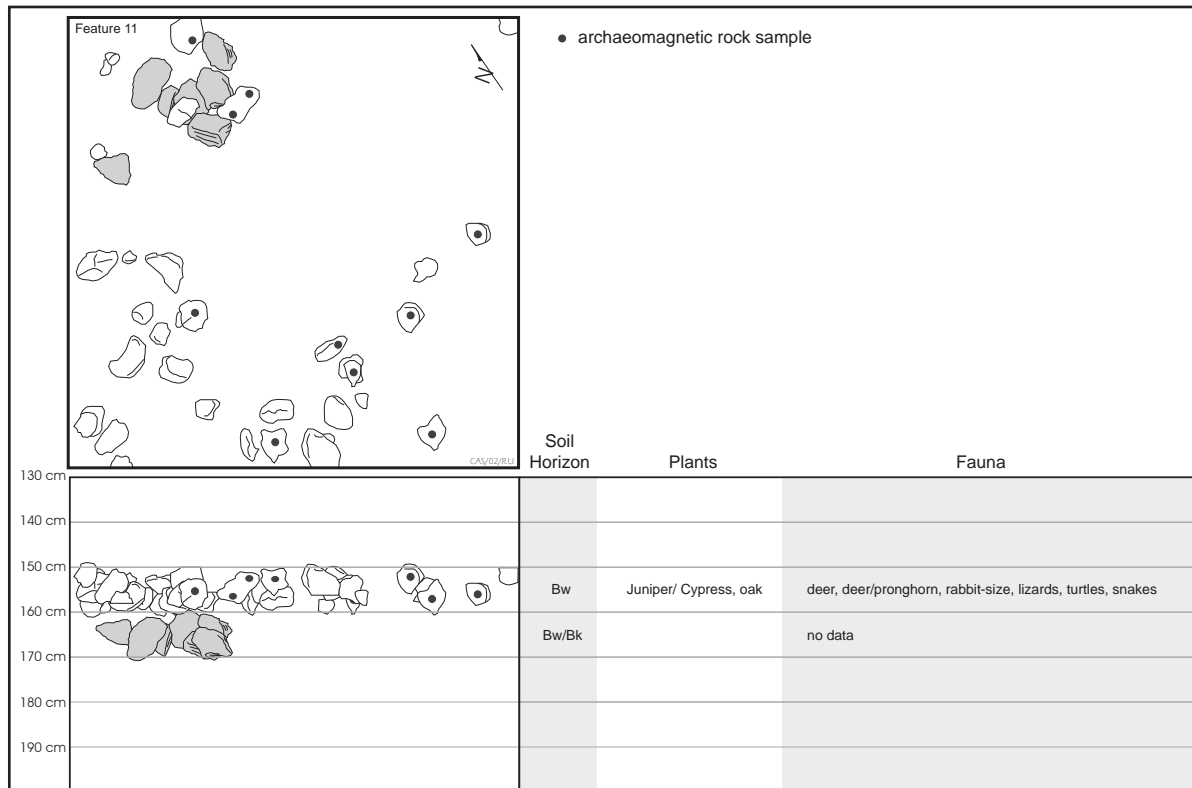 Feature 11
archaeomagnetic rock sample
N
CAS/02/RU
Soil
Horizon
Plants
Fauna
130 cm
140 cm
150 cm
Bw
Juniper/ Cypress, oak
deer, deer/pronghorn, rabbit-size, lizards, turtles, snakes
160 cm
Bw/Bk
no data
170 cm
180 cm
190 cm